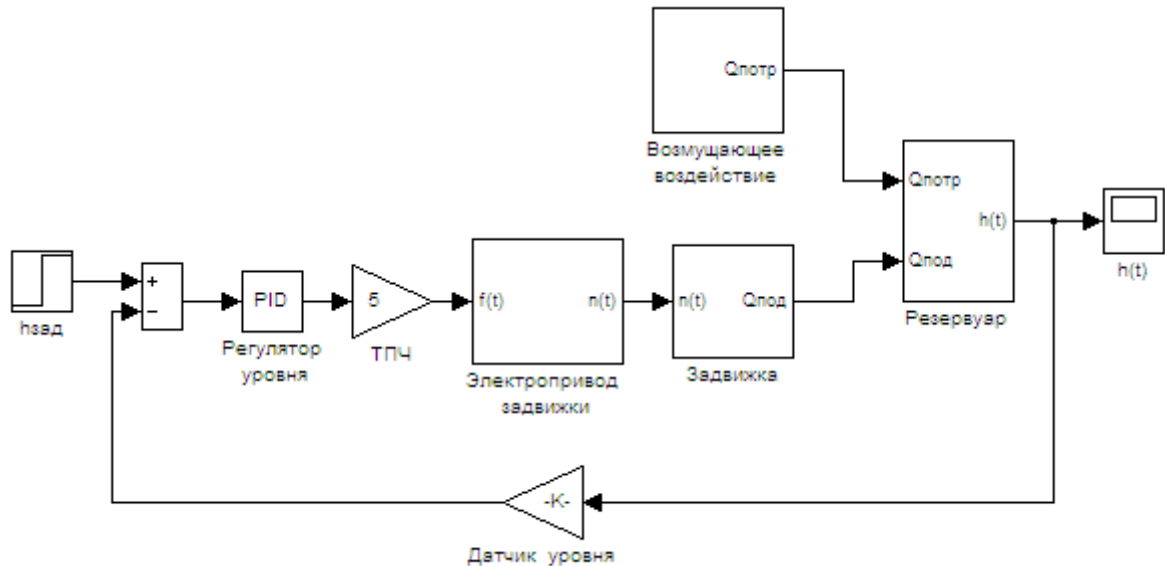 Qпотр
Возмущающее
воздействие
Qпотр
h(t)
Qпод
Резервуар
h(t)
+
−
hзад
PID
Регулятор
уровня
5
ТПЧ
f(t)
n(t)
Электропривод
задвижки
n(t)
Qпод
Задвижка
-K-
Датчик уровня